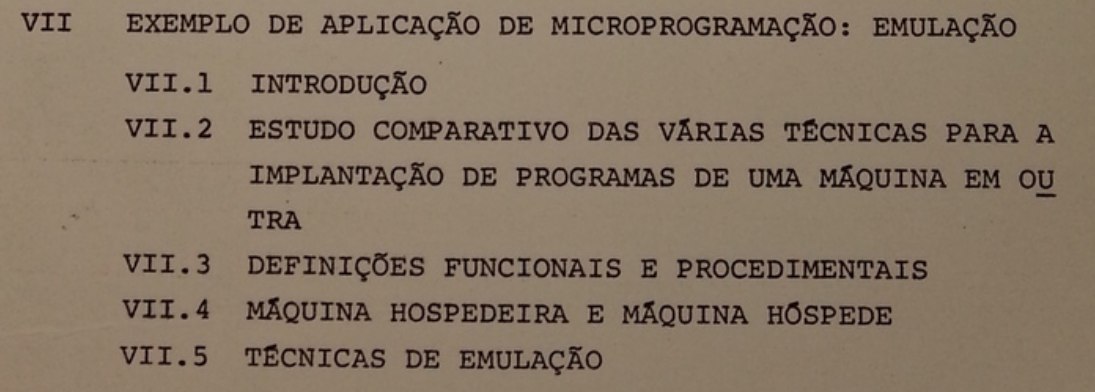 VII EXEMPLO DE APLICAÇÃO DE MICROPROGRAMAÇÃO: EMULAÇÃO
VII.1 INTRODUÇÃO
VII.2 ESTUDO COMPARATIVO DAS VÁRIAS TÉCNICAS PARA A
IMPLANTAÇÃO DE PROGRAMAS DE UMA MÁQUINA EM OU
TRA
VII.3 DEFINIÇÕES FUNCIONAIS E PROCEDIMENTAIS
VII.4 MÁQUINA HOSPEDEIRA E MÁQUINA HÓSPEDE
VII.5 TÉCNICAS DE EMULAÇÃO